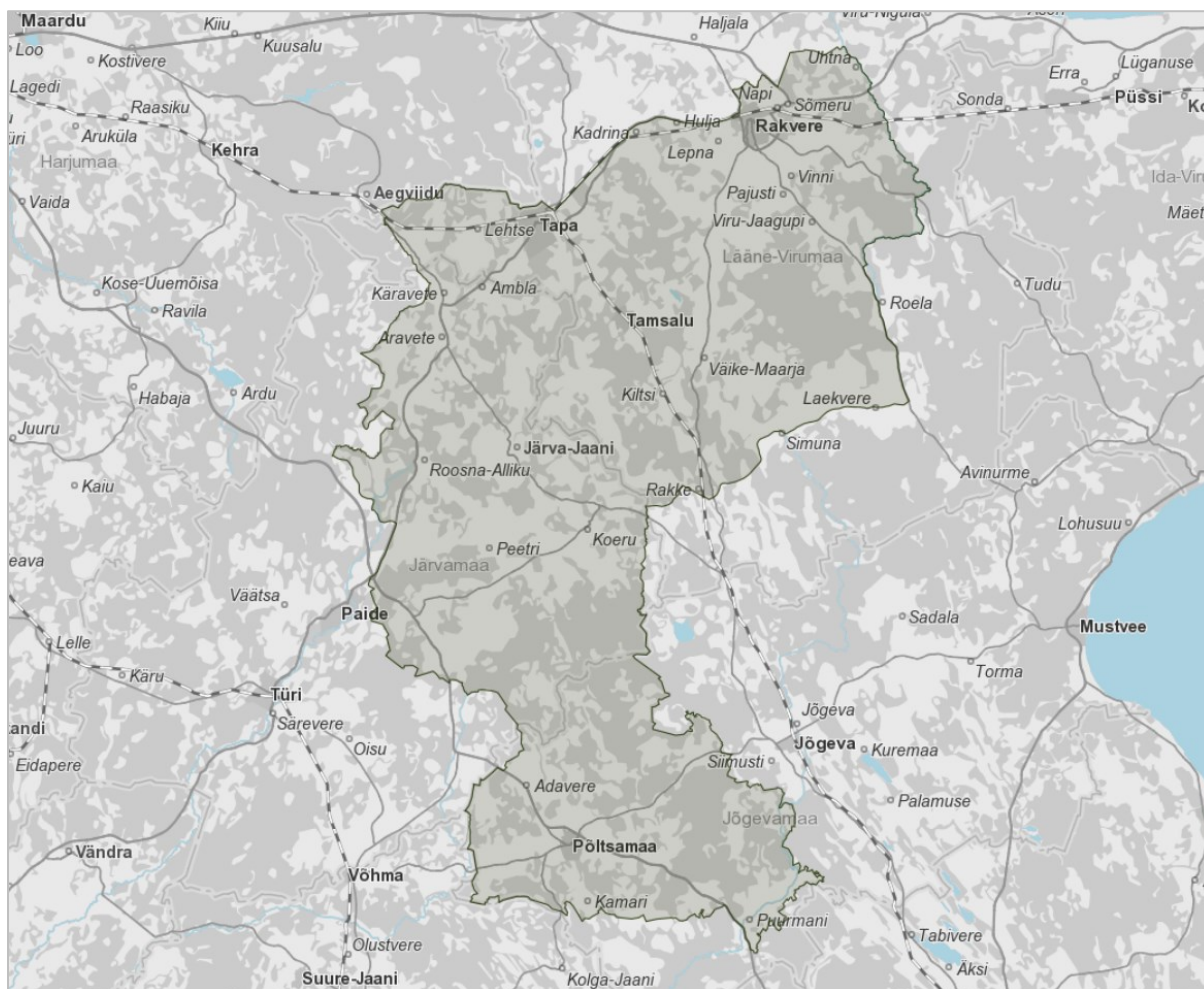 Maardu
Kiiu
Kuusalu
Haljala
Viru-Nigula
Loo
Kostivere
Uhtna
Erra
Lüganuse
Lagedi
Raasiku
Näpi
Sõmeru
Sonda
Püssi
Aruküla
Kadrina
Hulja
Rakvere
Kehra
Lepna
Harjumaa
Vinni
Aegviidu
Pajusti
Vaida
Lehtse
Tapa
Viru-Jaagupi
Lääne-Virumaa
Kose-Uuemõisa
Käravete
Ambla
Tudu
Ravila
Roela
Tamsalu
Aravete
Väike-Maarja
Habaja
Ardu
Kiltsi
Laekvere
Juuru
Järva-Jaani
Simuna
Roosna-Alliku
Kaiu
Rakke
Avinurme
Lohusuu
Koeru
Peetri
Järvamaa
Väätsa
Paide
Sadala
Mustvee
Lelle
Käru
Torma
Türi
Särevere
Jõgeva
Oisu
Jõgeva
Kuremaa
Eidapere
Siimusti
Adavere
Palamuse
Jõgevamaa
Põltsamaa
Vändra
Võhma
Kamari
Puurmani
Olustvere
Tabivere
Suure-Jaani
Kolga-Jaani
Äksi